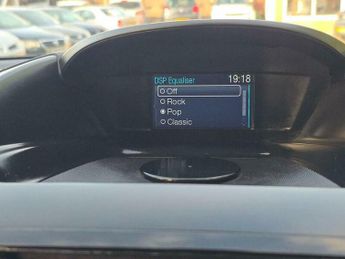 DSP Equaliser 19:18
Off
Rock
Pop
Classic